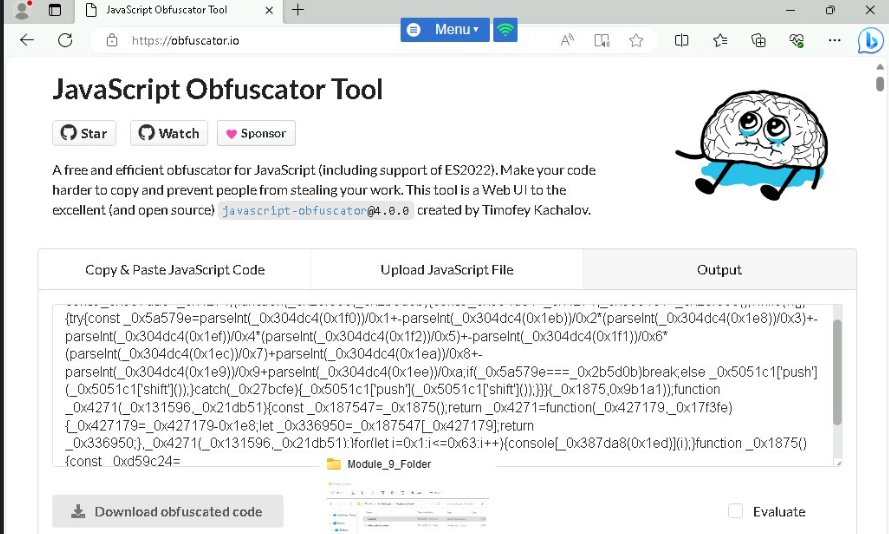 JavaScript Obfuscator Tool
https://obfuscator.io
Menu
JavaScript Obfuscator Tool
Star
Watch
Sponsor
A free and efficient obfuscator for JavaScript (including support of ES2022). Make your code
harder to copy and prevent people from stealing your work. This tool is a Web UI to the
excellent (and open source) javascript-obfuscator@4.0.0 created by Timofey Kachalov.
Copy & Paste JavaScript Code
Upload JavaScript File
Output
{try{const _0x5a579e=parseInt(_0x304dc4(0x1f0))/0x1+-parseInt(_0x304dc4(0x1eb))/0x2*(parseInt(_0x304dc4(0x1e8))/0x3)+-
parseInt(_0x304dc4(0x1ef))/0x4*(parseInt(_0x304dc4(0x1f2))/0x5)+-parseInt(_0x304dc4(0x1f1))/0x6*
(parseInt(_0x304dc4(0x1ec))/0x7)+parseInt(_0x304dc4(0x1ea))/0x8+-
parseInt(_0x304dc4(0x1e9))/0x9+parseInt(_0x304dc4(0x1ee))/0xa;if(_0x5a579e===_0x2b5d0b)break;else _0x5051c1['push']
(_0x5051c1['shift']());}catch(_0x27bcfe){_0x5051c1['push'](_0x5051c1['shift']());}}}(_0x1875,0x9b1a1));function
_0x4271(_0x131596,_0x21db51){const _0x187547=_0x1875();return _0x4271=function(_0x427179,_0x17f3fe)
{_0x427179=_0x427179-0x1e8;let _0x336950=_0x187547[_0x427179];return
_0x336950;},_0x4271(_0x131596,_0x21db51);}for(let i=0x1;i<=0x63;i++){console[_0x387da8(0x1ed)](i);}function _0x1875()
{const _0xd59c24=
Module_9_Folder
Download obfuscated code
Evaluate